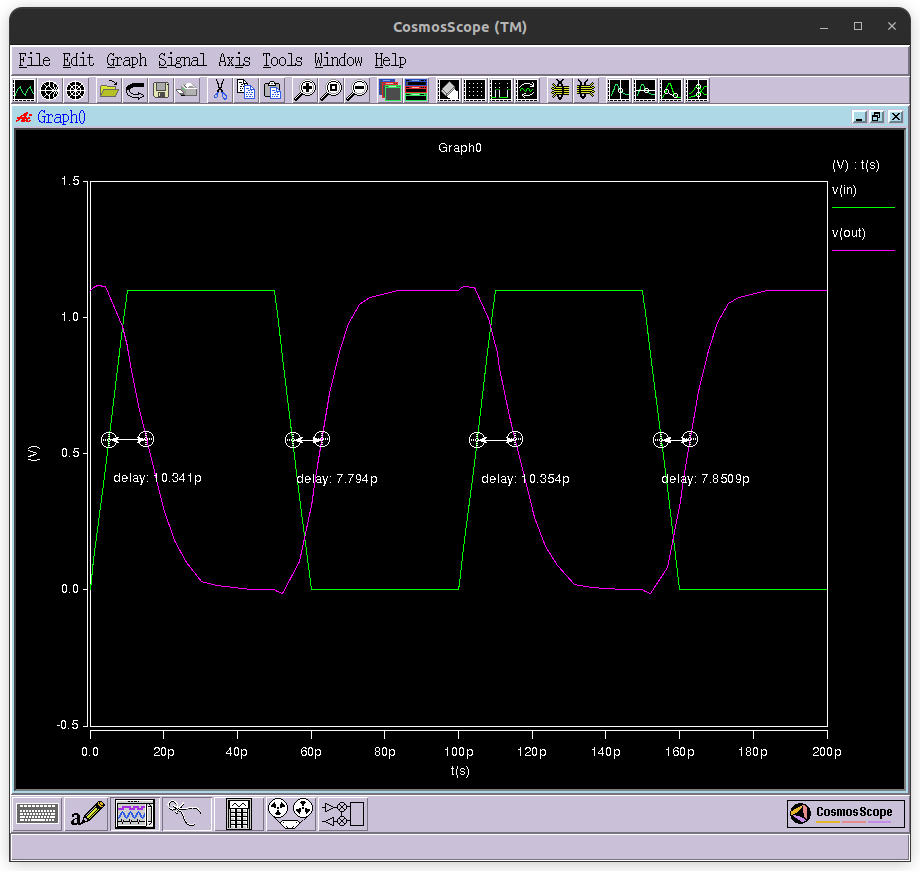 CosmosScope (TM)
File Edit Graph Signal Axis Tools Window Help
Graph0
Graph0
(V) : t(s)
v(in)
v(out)
1.5
1.0
0.5
0.0
-0.5
(V)
delay: 10.341p
delay: 7.794p
delay: 10.354p
delay: 7.8509p
0.0 20p 40p 60p 80p 100p 120p 140p 160p 180p 200p
t(s)
a
CosmosScope